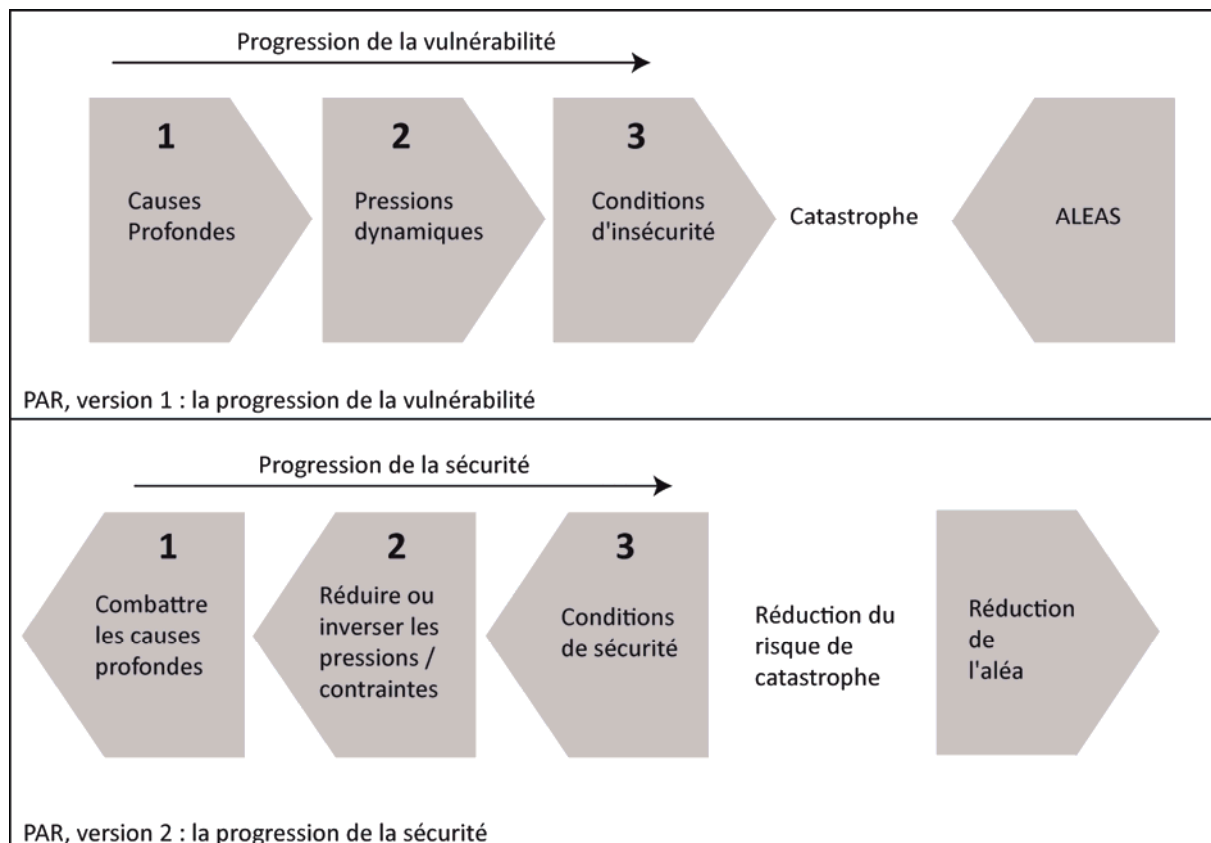 Progression de la vulnérabilité
1
Causes
Profondes
2
Pressions
dynamiques
3
Conditions
d'insécurité
Catastrophe
ALEAS
PAR, version 1 : la progression de la vulnérabilité
Progression de la sécurité
1
Combattre
les causes
profondes
2
Réduire ou
inverser les
pressions /
contraintes
3
Conditions
de sécurité
Réduction du
risque de
catastrophe
Réduction
de
l'aléa
PAR, version 2 : la progression de la sécurité